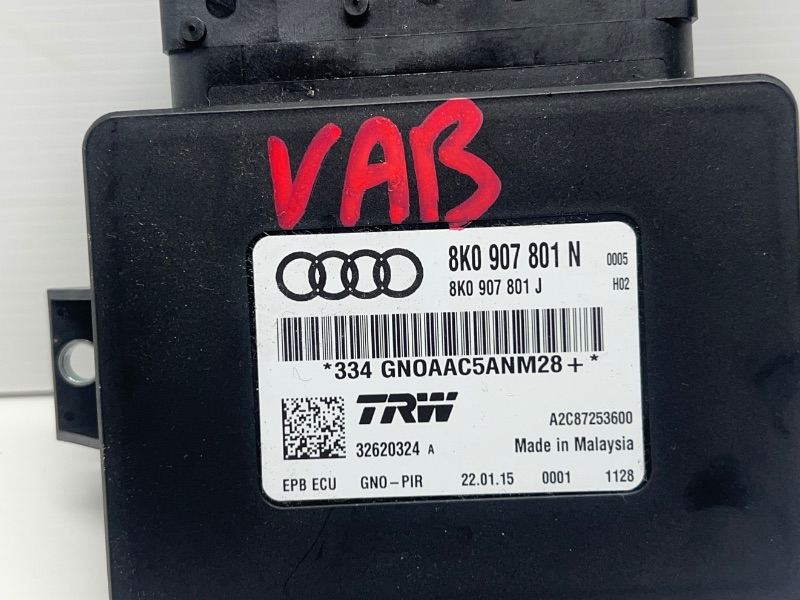 VAB
8K0 907 801 N 0005
8K0 907 801 J H02
*334 GNOAAC5ANM28+*
TRW
32620324 A A2C87253600
Made in Malaysia
EPB ECU GNO-PIR 22.01.15 0001 1128